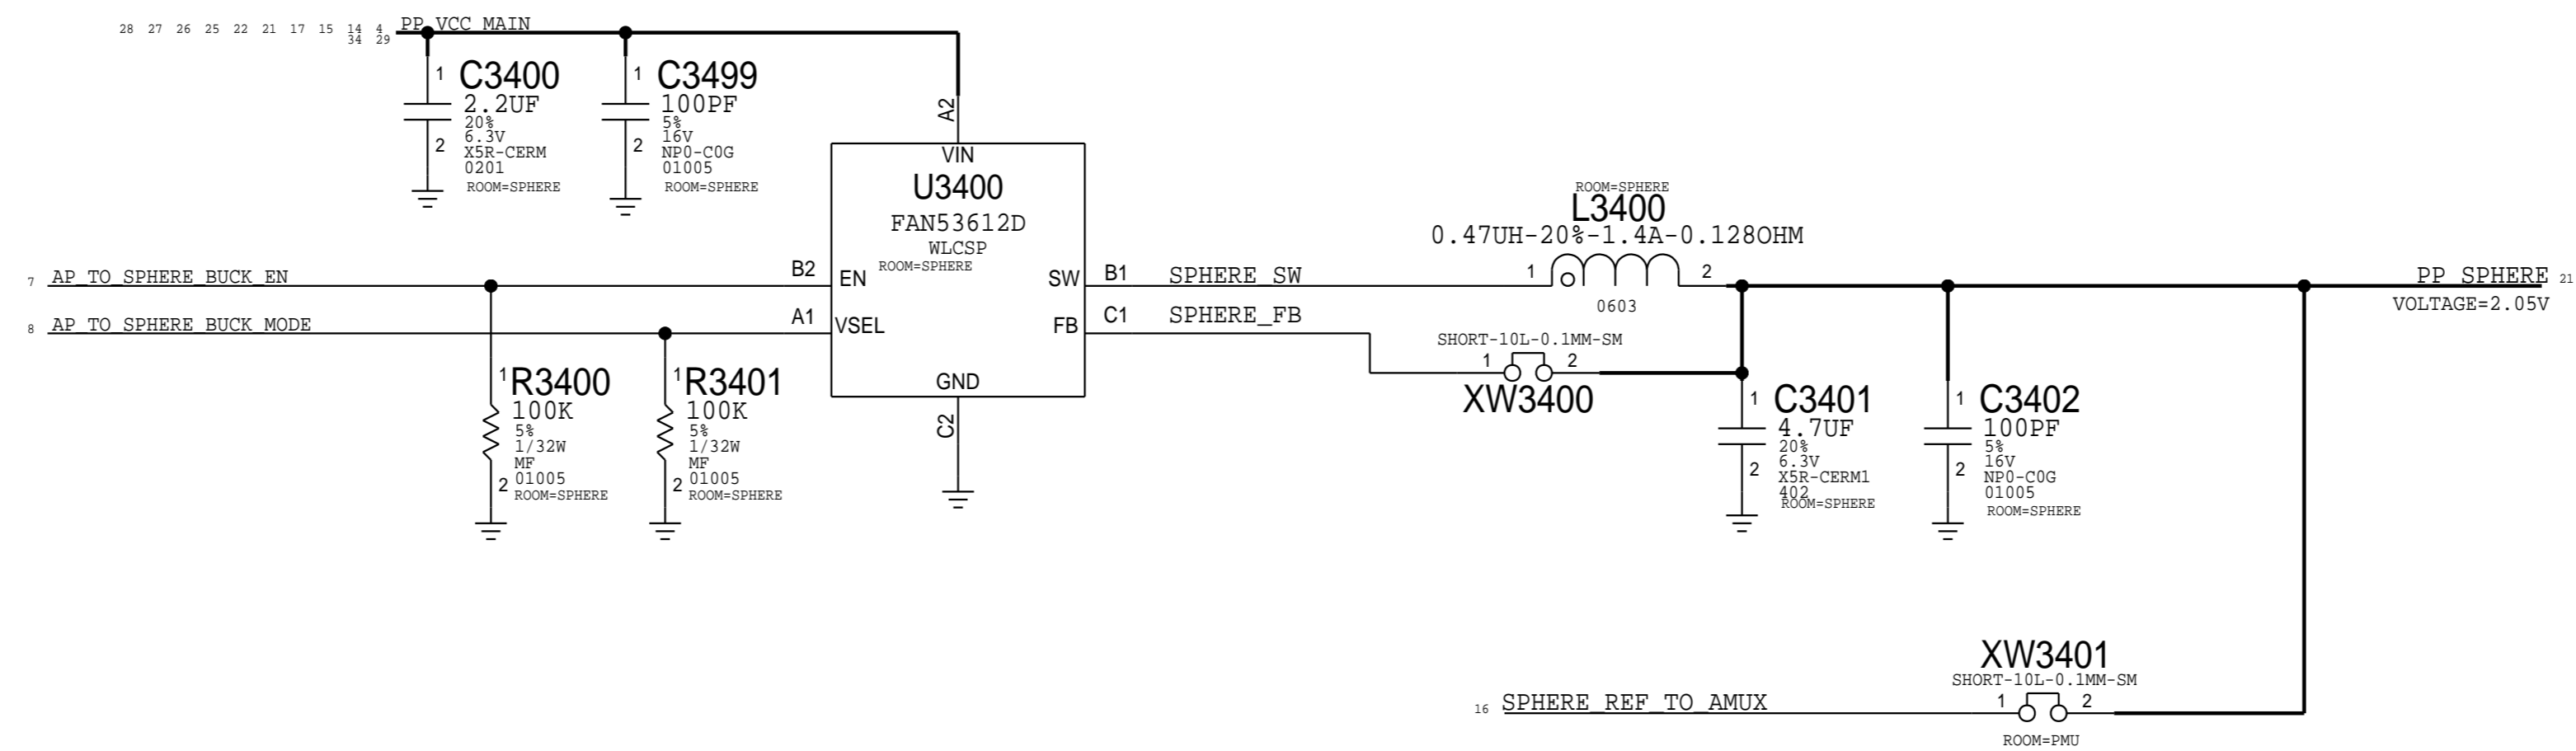 28 27 26 25 22 21 17 15 14 4 PP_VCC_MAIN
34 29
1 C3400
2.2UF
20%
6.3V
2 X5R-CERM
0201
ROOM=SPHERE
1 C3499
100PF
5%
16V
2 NP0-C0G
01005
ROOM=SPHERE
A2
VIN
U3400
FAN53612D
WLCSP
ROOM=SPHERE
7 AP_TO_SPHERE_BUCK_EN
B2 EN
8 AP_TO_SPHERE_BUCK_MODE
A1 VSEL
SW B1 SPHERE_SW
FB C1 SPHERE_FB
GND
C2
1 R3400
100K
5%
1/32W
MF
2 01005
ROOM=SPHERE
1 R3401
100K
5%
1/32W
MF
2 01005
ROOM=SPHERE
ROOM=SPHERE
L3400
0.47UH-20%-1.4A-0.128OHM
1 2
0603
SHORT-10L-0.1MM-SM
1 2
XW3400
PP_SPHERE 21
VOLTAGE=2.05V
1 C3401
4.7UF
20%
6.3V
2 X5R-CERM1
402
ROOM=SPHERE
1 C3402
100PF
5%
16V
2 NP0-C0G
01005
ROOM=SPHERE
XW3401
SHORT-10L-0.1MM-SM
16 SPHERE_REF_TO_AMUX 1 2
ROOM=PMU